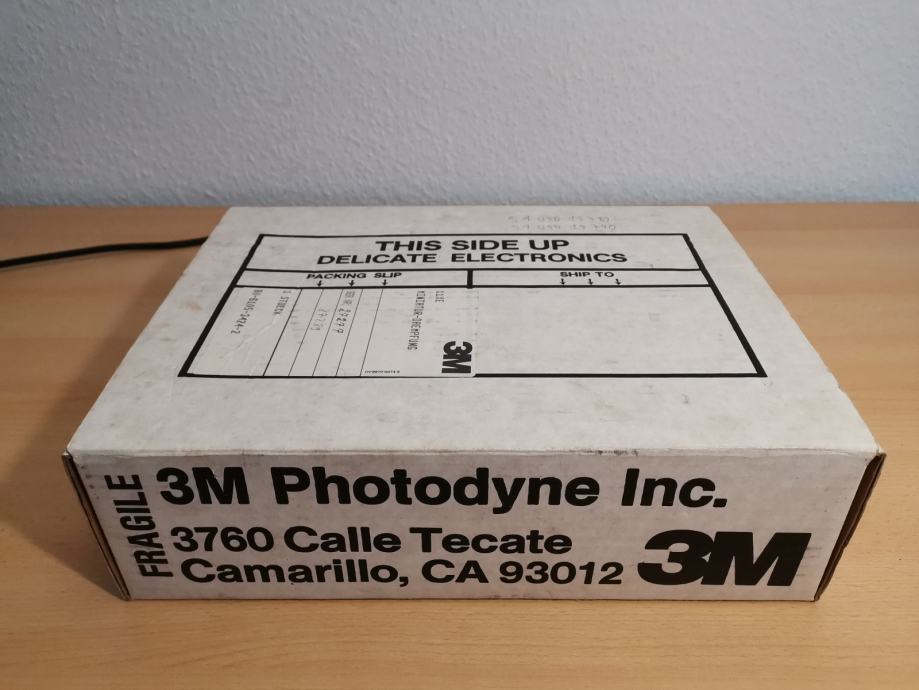 THIS SIDE UP
DELICATE ELECTRONICS
PACKING SLIP
SHIP TO
3M
FRAGILE
3M Photodyne Inc.
3760 Calle Tecate
Camarillo, CA 93012
3M